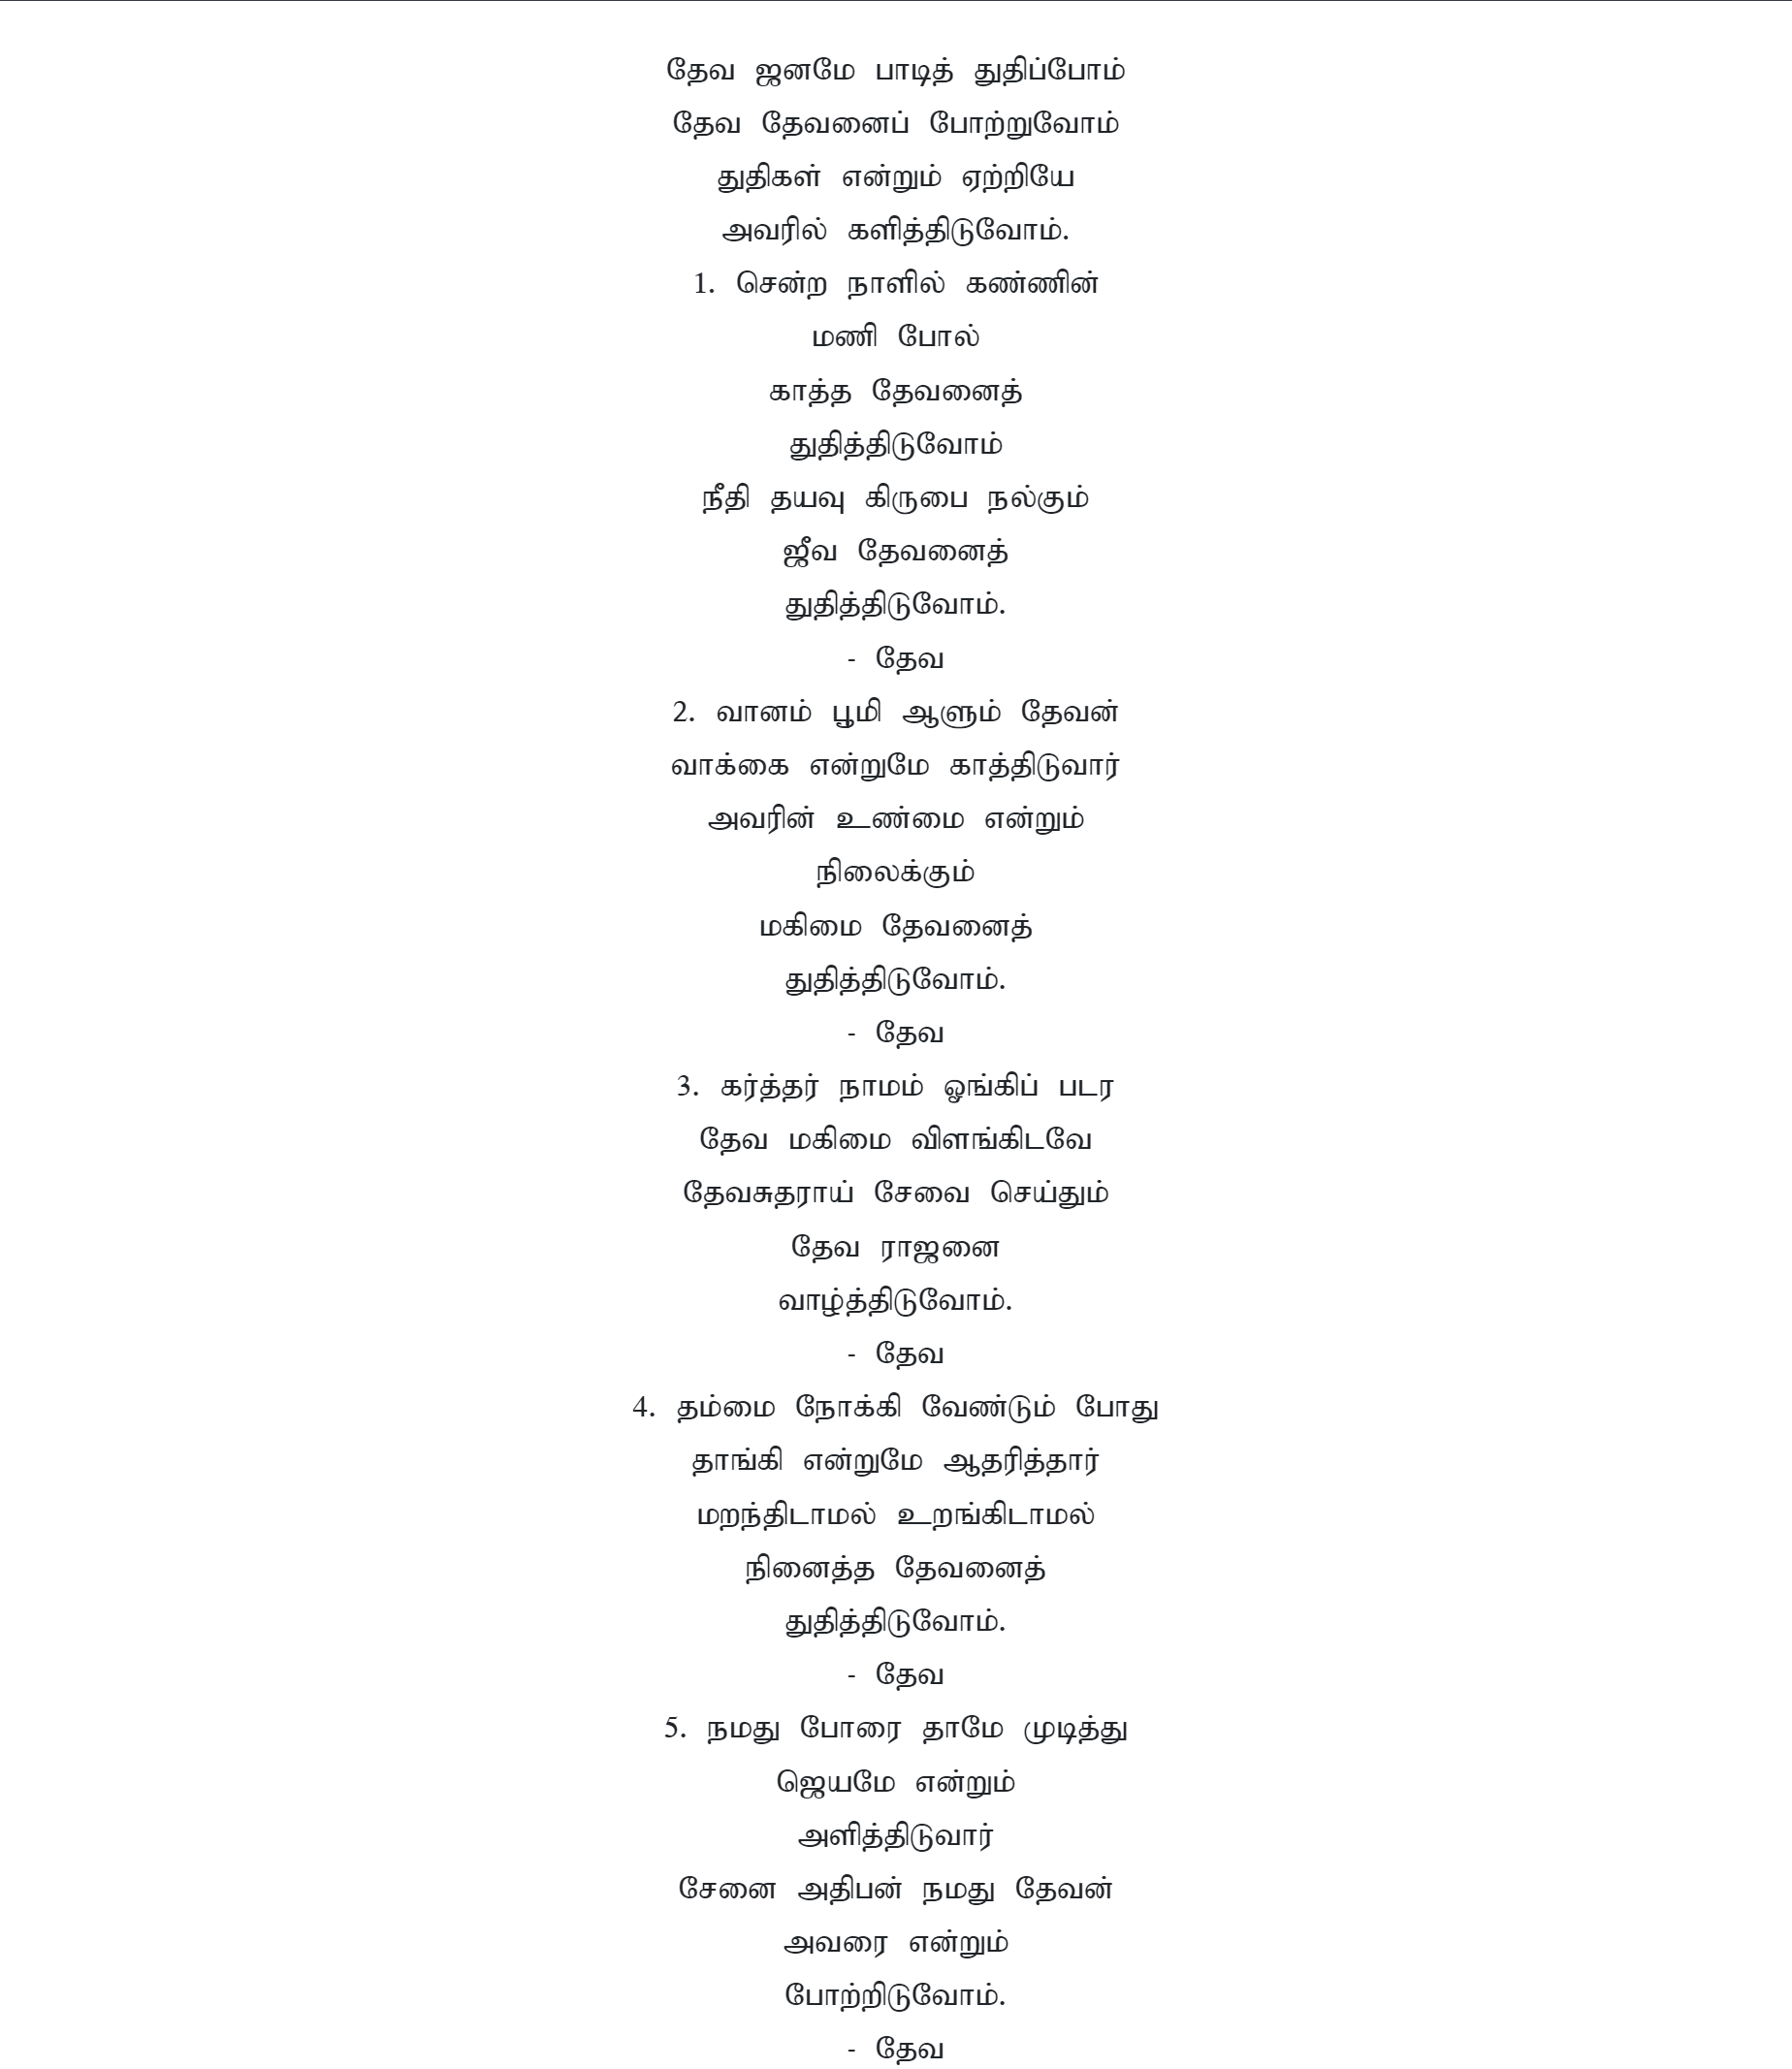 தேவ ஜனமே பாடித் துதிப்போம்
தேவ தேவனைப் போற்றுவோம்
துதிகள் என்றும் ஏற்றியே
அவரில் களித்திடுவோம்.
1. சென்ற நாளில் கண்ணின்
மணி போல்
காத்த தேவனைத்
துதித்திடுவோம்
நீதி தயவு கிருபை நல்கும்
ஜீவ தேவனைத்
துதித்திடுவோம்.
- தேவ
2. வானம் பூமி ஆளும் தேவன்
வாக்கை என்றுமே காத்திடுவார்
அவரின் உண்மை என்றும்
நிலைக்கும்
மகிமை தேவனைத்
துதித்திடுவோம்.
- தேவ
3. கர்த்தர் நாமம் ஓங்கிப் படர
தேவ மகிமை விளங்கிடவே
தேவசுதராய் சேவை செய்தும்
தேவ ராஜனை
வாழ்த்திடுவோம்.
- தேவ
4. தம்மை நோக்கி வேண்டும் போது
தாங்கி என்றுமே ஆதரித்தார்
மறந்திடாமல் உறங்கிடாமல்
நினைத்த தேவனைத்
துதித்திடுவோம்.
- தேவ
5. நமது போரை தாமே முடித்து
ஜெயமே என்றும்
அளித்திடுவார்
சேனை அதிபன் நமது தேவன்
அவரை என்றும்
போற்றிடுவோம்.
- தேவ